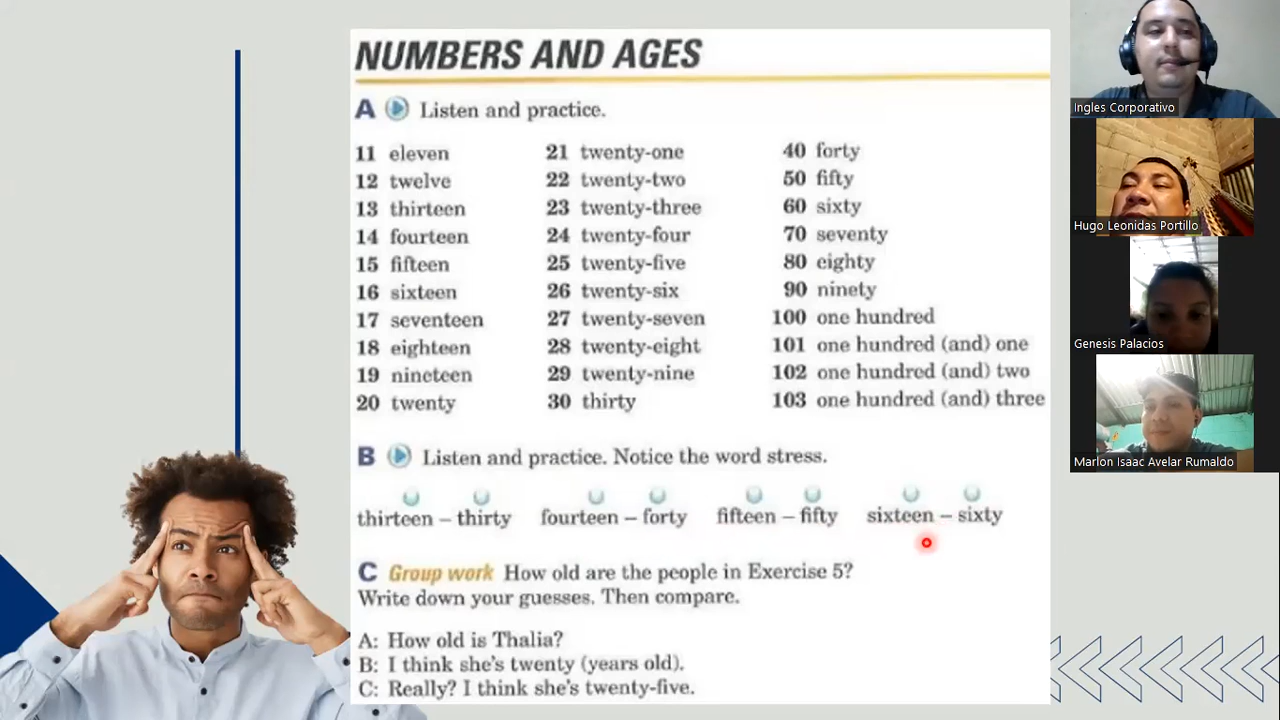 NUMBERS AND AGES
A Listen and practice.
11 eleven 21 twenty-one 40 forty
12 twelve 22 twenty-two 50 fifty
13 thirteen 23 twenty-three 60 sixty
14 fourteen 24 twenty-four 70 seventy
15 fifteen 25 twenty-five 80 eighty
16 sixteen 26 twenty-six 90 ninety
17 seventeen 27 twenty-seven 100 one hundred
18 eighteen 28 twenty-eight 101 one hundred (and) one
19 nineteen 29 twenty-nine 102 one hundred (and) two
20 twenty 30 thirty 103 one hundred (and) three
B Listen and practice. Notice the word stress.
thirteen – thirty fourteen – forty fifteen – fifty sixteen – sixty
C Group work How old are the people in Exercise 5?
Write down your guesses. Then compare.
A: How old is Thalia?
B: I think she's twenty (years old).
C: Really? I think she's twenty-five.
Ingles Corporativo
Hugo Leonidas Portillo
Genesis Palacios
Marlon Isaac Avelar Rumaldo